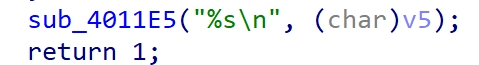 sub_4011E5("%s\n", (char)v5);
return 1;